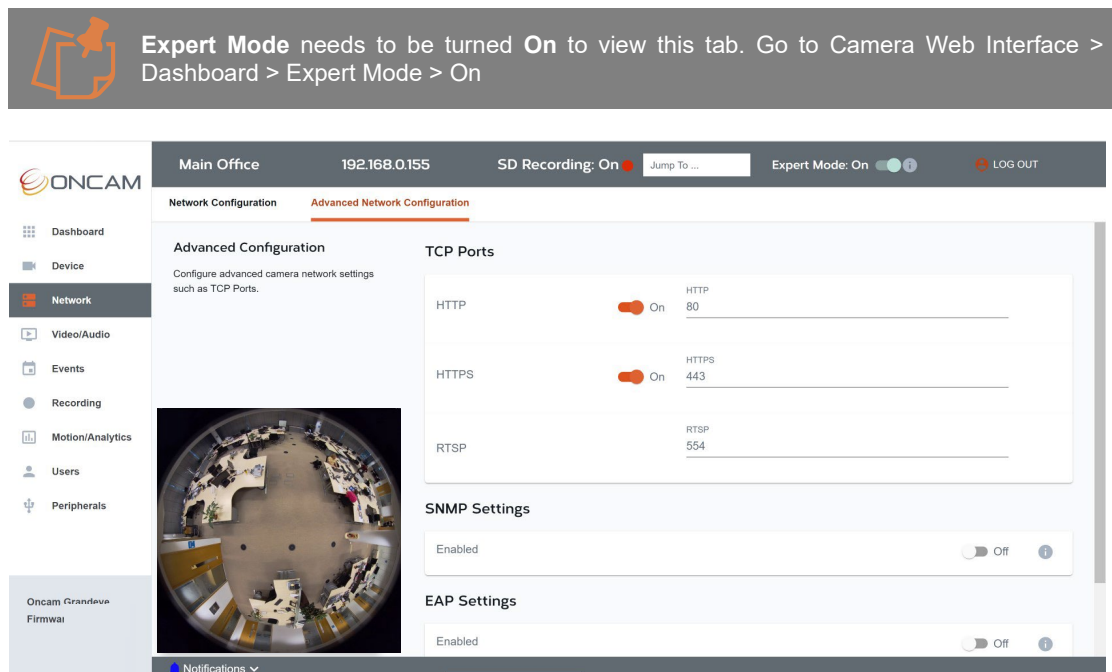 Expert Mode needs to be turned On to view this tab. Go to Camera Web Interface >
Dashboard > Expert Mode > On
ONCAM
Main Office
192.168.0.155
SD Recording: On
Jump To ...
Expert Mode: On
LOG OUT
Network Configuration
Advanced Network Configuration
Dashboard
Device
Network
Video/Audio
Events
Recording
Motion/Analytics
Users
Peripherals
Oncam Grandeye
Advanced Configuration
Configure advanced camera network settings
such as TCP Ports.
TCP Ports
HTTP
On
HTTP
80
HTTPS
On
HTTPS
443
RTSP
RTSP
554
SNMP Settings
Enabled
Off
EAP Settings
Enabled
Off
Notifications